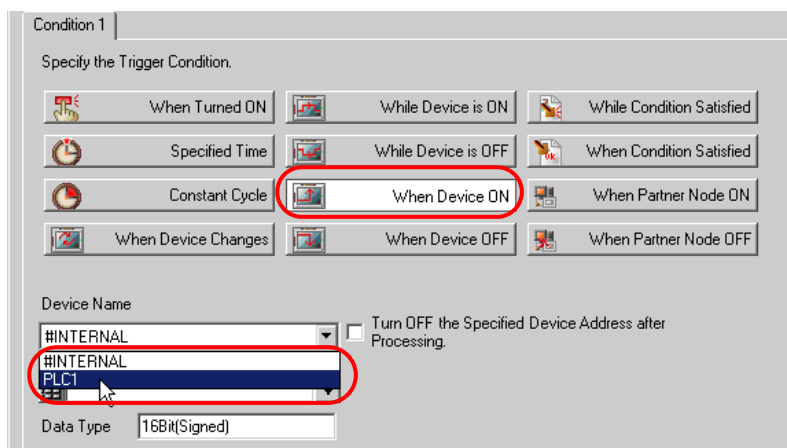 Condition 1
Specify the Trigger Condition.
When Turned ON
While Device is ON
While Condition Satisfied
Specified Time
While Device is OFF
When Condition Satisfied
Constant Cycle
When Device ON
When Partner Node ON
When Device Changes
When Device OFF
When Partner Node OFF
Device Name
#INTERNAL
Turn OFF the Specified Device Address after
Processing.
#INTERNAL
PLC1
Data Type 16Bit(Signed)